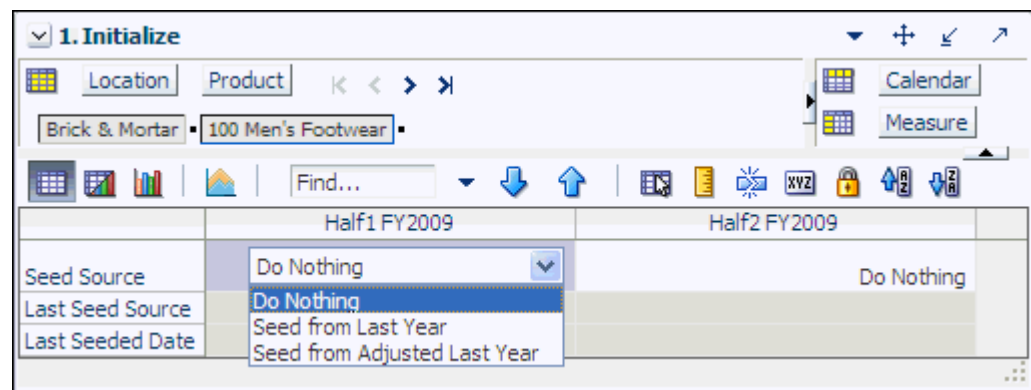 1. Initialize
Location Product Calendar
Brick & Mortar 100 Men's Footwear Measure
Find... XYZ A Z Z A
Half1 FY2009 Half2 FY2009
Seed Source Do Nothing Do Nothing
Do Nothing
Last Seed Source Seed from Last Year
Last Seeded Date Seed from Adjusted Last Year